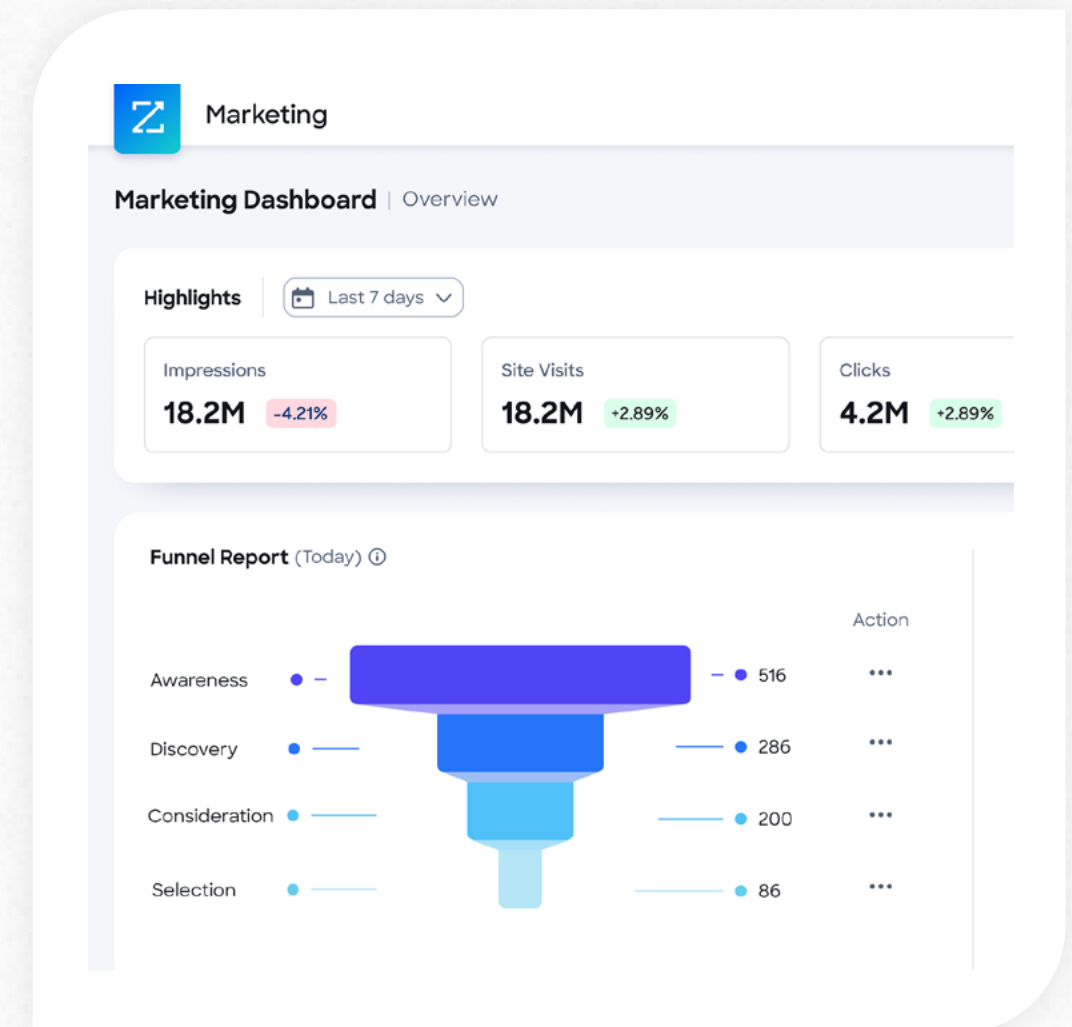 Marketing
Marketing Dashboard | Overview
Highlights Last 7 days
Impressions Site Visits Clicks
18.2M -4.21% 18.2M +2.89% 4.2M +2.89%
Funnel Report (Today)
Action
Awareness 516
Discovery 286
Consideration 200
Selection 86